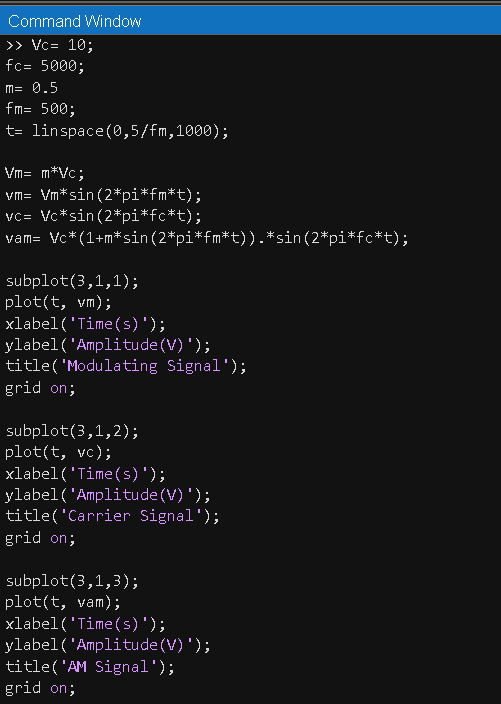 Command Window
>> Vc= 10;
fc= 5000;
m= 0.5
fm= 500;
t= linspace(0,5/fm,1000);
Vm= m*Vc;
vm= Vm*sin(2*pi*fm*t);
vc= Vc*sin(2*pi*fc*t);
vam= Vc*(1+m*sin(2*pi*fm*t)).*sin(2*pi*fc*t);
subplot(3,1,1);
plot(t, vm);
xlabel('Time(s)');
ylabel('Amplitude(V)');
title('Modulating Signal');
grid on;
subplot(3,1,2);
plot(t, vc);
xlabel('Time(s)');
ylabel('Amplitude(V)');
title('Carrier Signal');
grid on;
subplot(3,1,3);
plot(t, vam);
xlabel('Time(s)');
ylabel('Amplitude(V)');
title('AM Signal');
grid on;